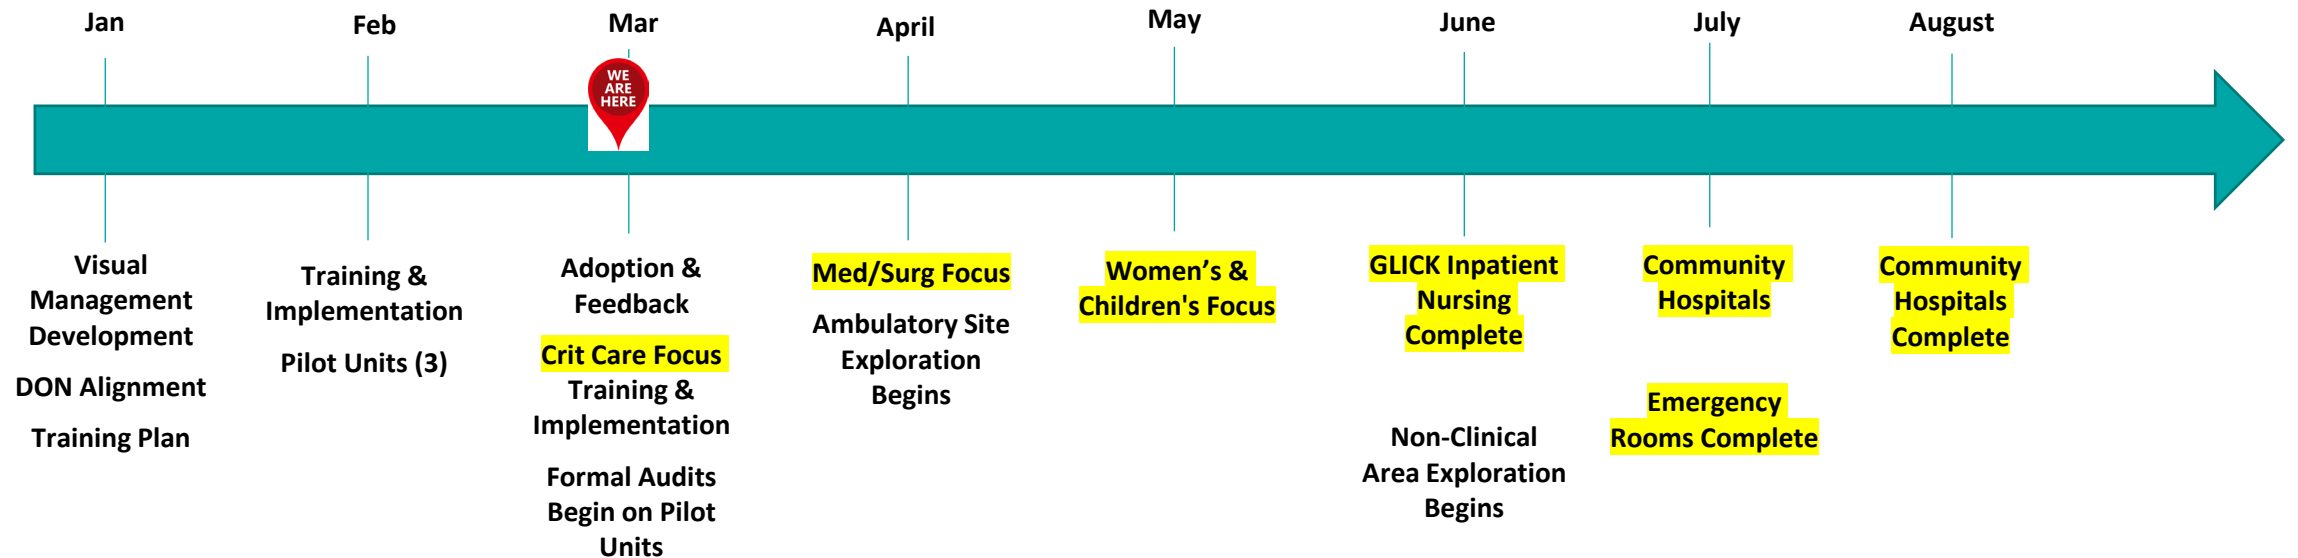 Jan
Feb
Mar
April
May
June
July
August
WE
ARE
HERE
Visual
Management
Development
DON Alignment
Training Plan
Training &
Implementation
Pilot Units (3)
Adoption &
Feedback
Crit Care Focus
Training &
Implementation
Formal Audits
Begin on Pilot
Units
Med/Surg Focus
Ambulatory Site
Exploration
Begins
Women’s &
Children's Focus
GLICK Inpatient
Nursing
Complete
Non-Clinical
Area Exploration
Begins
Community
Hospitals
Emergency
Rooms Complete
Community
Hospitals
Complete